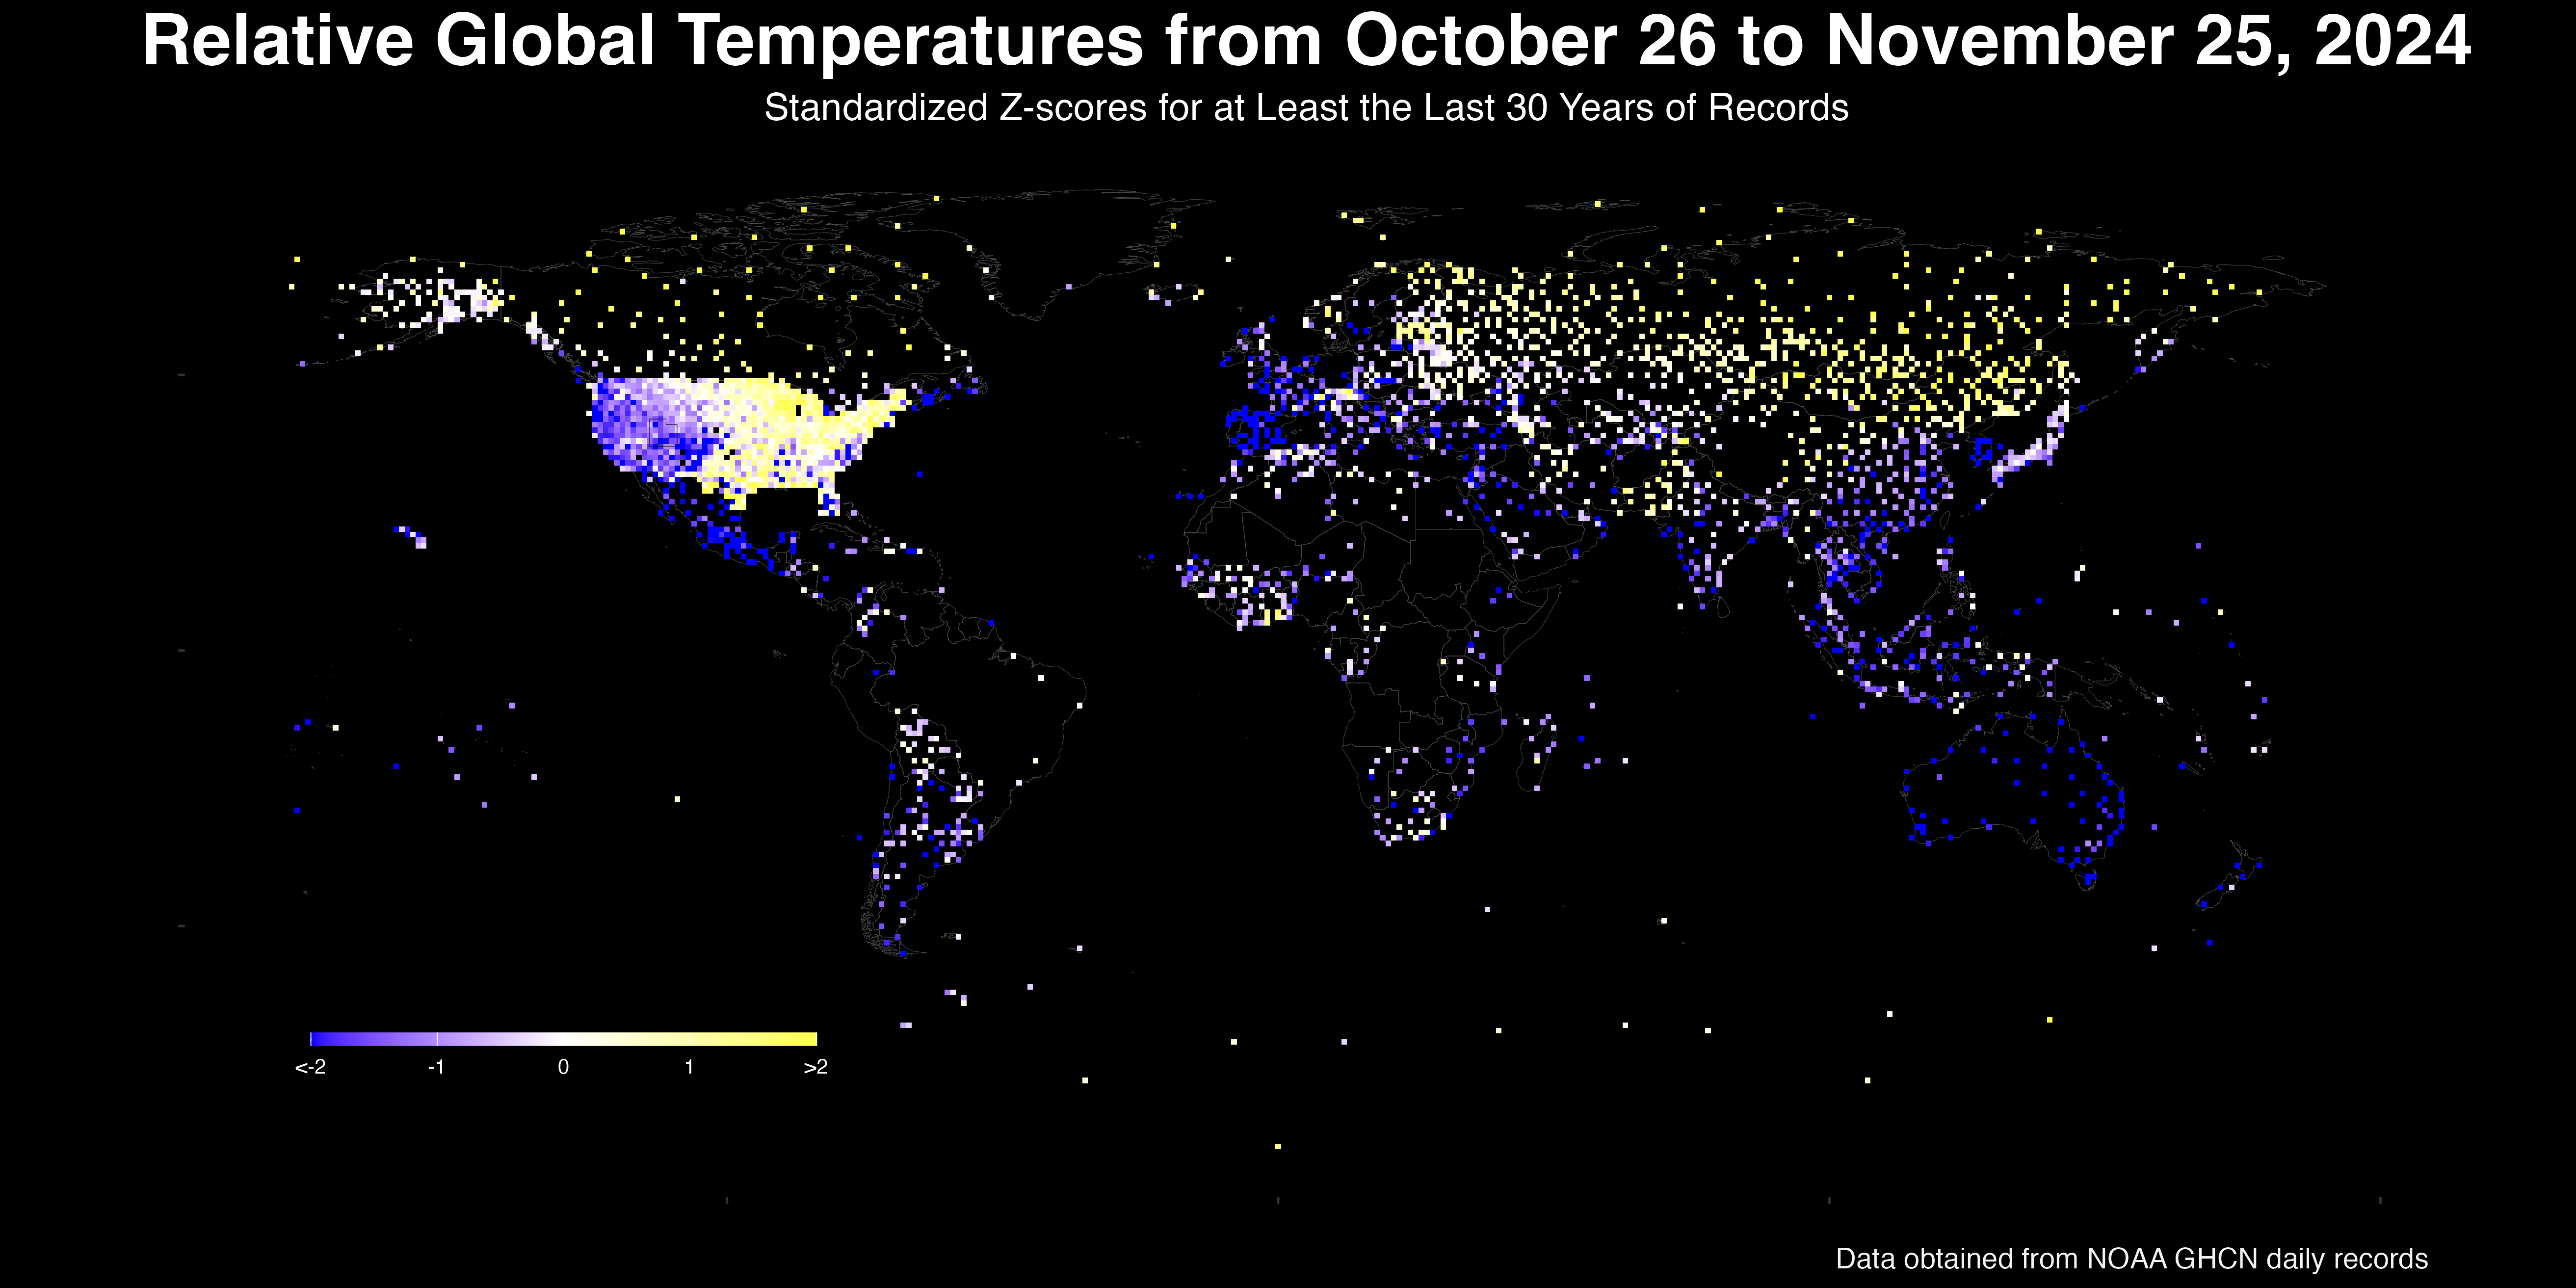 Relative Global Temperatures from October 26 to November 25, 2024
Standardized Z-scores for at Least the Last 30 Years of Records
<-2 -1 0 1 >2
Data obtained from NOAA GHCN daily records